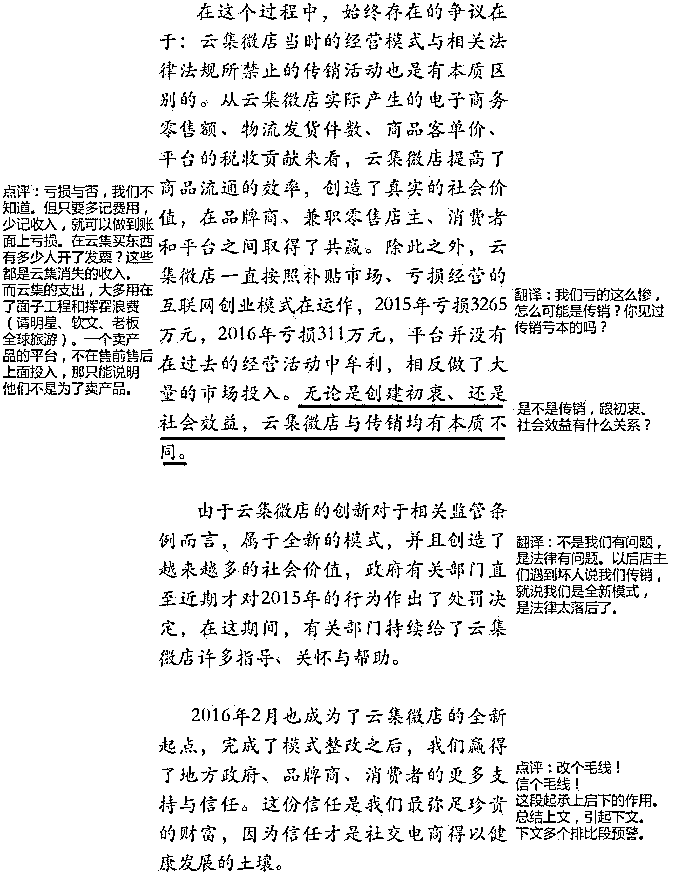 在这个过程中，始终存在的争议在
于：云集微店当时的经营模式与相关法
律法规所禁止的传销活动也是有本质区
别的。从云集微店实际产生的电子商务
零售额、物流发货件数、商品客单价、
平台的税收贡献来看，云集微店提高了
商品流通的效率，创造了真实的社会价
值，在品牌商、兼职零售店主、消费者
和平台之间取得了共赢。除此之外，云
集微店一直按照补贴市场、亏损经营的
互联网创业模式在运作，2015年亏损3265
万元，2016年亏损311万元，平台并没有
在过去的经营活动中牟利，相反做了大
量的市场投入。无论是创建初衷、还是
社会效益，云集微店与传销均有本质不
同。
点评：亏损与否，我们不
知道。但只要多记费用，
少记收入，就可以做到账
面上亏损。在云集买东西
有多少人开了发票？这些
都是云集消失的收入。
而云集的支出，大多用在
了面子工程和挥霍浪费
（请明星、软文、老板
全球旅游）。一个卖产
品的平台，不在售前售后
上面投入，那只能说明
他们不是为了卖产品。
翻译：我们亏的这么惨，
怎么可能是传销？你见过
传销亏本的吗？
是不是传销，跟初衷、
社会效益有什么关系？
由于云集微店的创新对于相关监管条
例而言，属于全新的模式，并且创造了
越来越多的社会价值，政府有关部门直
至近期才对2015年的行为作出了处罚决
定，在这期间，有关部门持续给了云集
微店许多指导、关怀与帮助。
翻译：不是我们有问题，
是法律有问题。以后店主
们遇到坏人说我们传销，
就说我们是全新模式，
是法律太落后了。
2016年2月也成为了云集微店的全新
起点，完成了模式整改之后，我们赢得
了地方政府、品牌商、消费者的更多支
持与信任。这份信任是我们最弥足珍贵
的财富，因为信任才是社交电商得以健
康发展的土壤。
点评：改个毛线！
信个毛线！
这段起承上启下的作用。
总结上文，引起下文。
下文多个排比段预警。